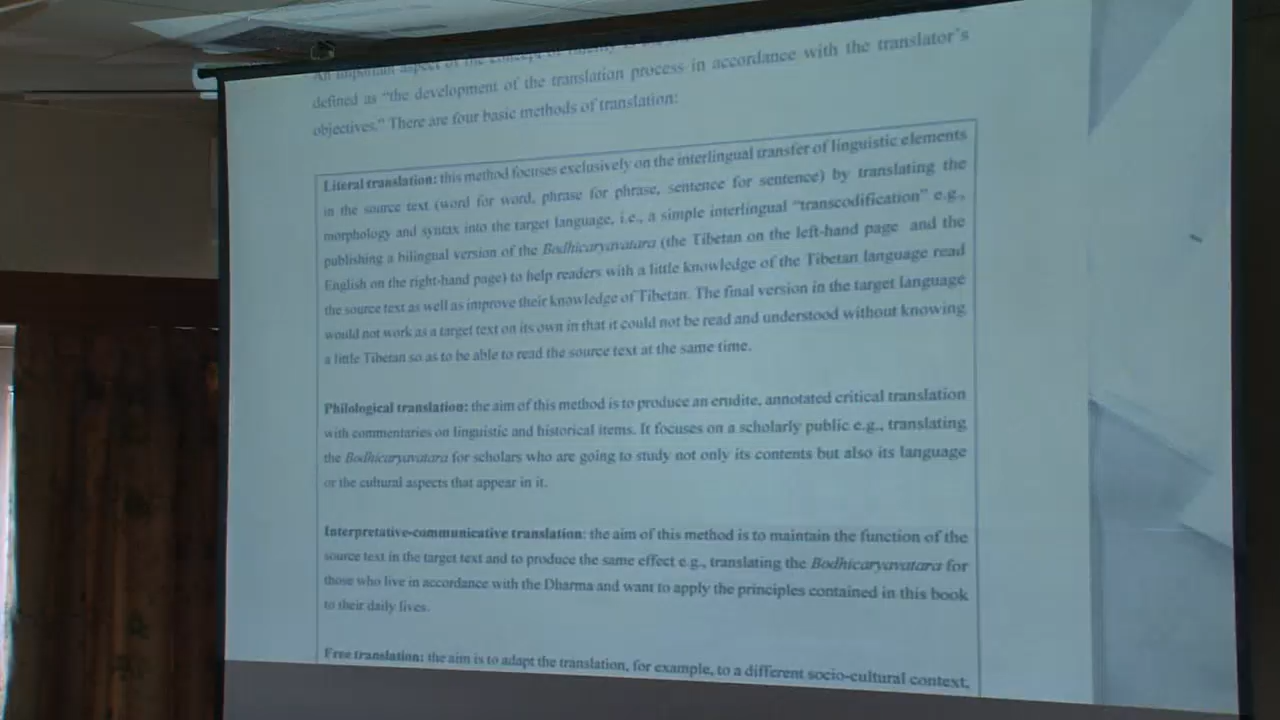 An important aspect of the concept of
defined as “the development of the translation process in accordance with the translator’s
objectives.” There are four basic methods of translation:
Literal translation: this method focuses exclusively on the interlingual transfer of linguistic elements
in the source text (word for word, phrase for phrase, sentence for sentence) by translating the
morphology and syntax into the target language, i.e., a simple interlingual “transcodification” e.g.,
publishing a bilingual version of the Bodhicaryavatara (the Tibetan on the left-hand page and the
English on the right-hand page) to help readers with a little knowledge of the Tibetan language read
the source text as well as improve their knowledge of Tibetan. The final version in the target language
would not work as a target text on its own in that it could not be read and understood without knowing
a little Tibetan so as to be able to read the source text at the same time.
Philological translation: the aim of this method is to produce an erudite, annotated critical translation
with commentaries on linguistic and historical items. It focuses on a scholarly public e.g., translating
the Bodhicaryavatara for scholars who are going to study not only its contents but also its language
or the cultural aspects that appear in it.
Interpretative-communicative translation: the aim of this method is to maintain the function of the
source text in the target text and to produce the same effect e.g., translating the Bodhicaryavatara for
those who live in accordance with the Dharma and want to apply the principles contained in this book
to their daily lives.
Free translation: the aim is to adapt the translation, for example, to a different socio-cultural context,